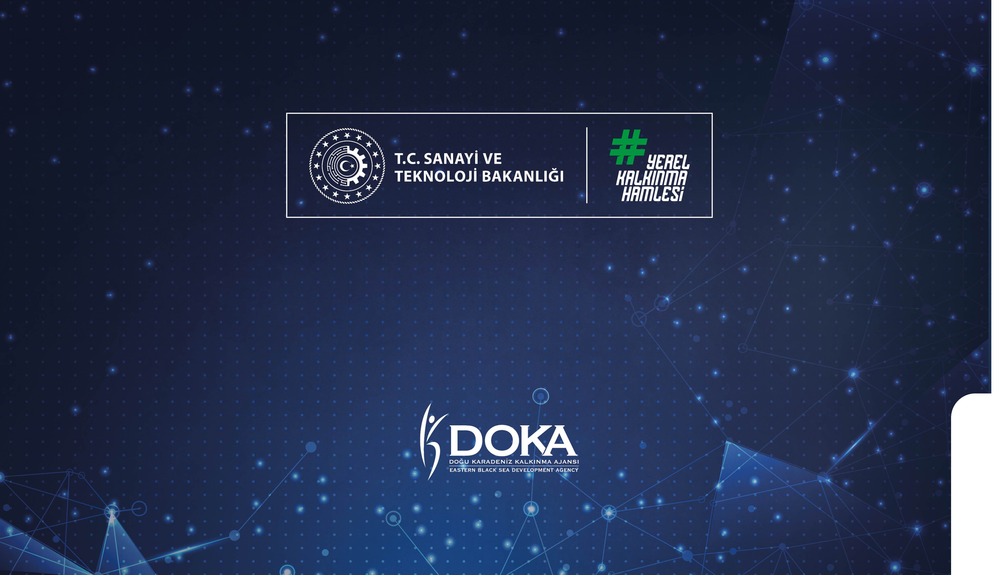 T.C. SANAYİ VE
TEKNOLOJİ BAKANLIĞI
#YEREL
KALKINMA
HAMLESİ
DOKA
DOĞU KARADENİZ KALKINMA AJANSI
EASTERN BLACK SEA DEVELOPMENT AGENCY